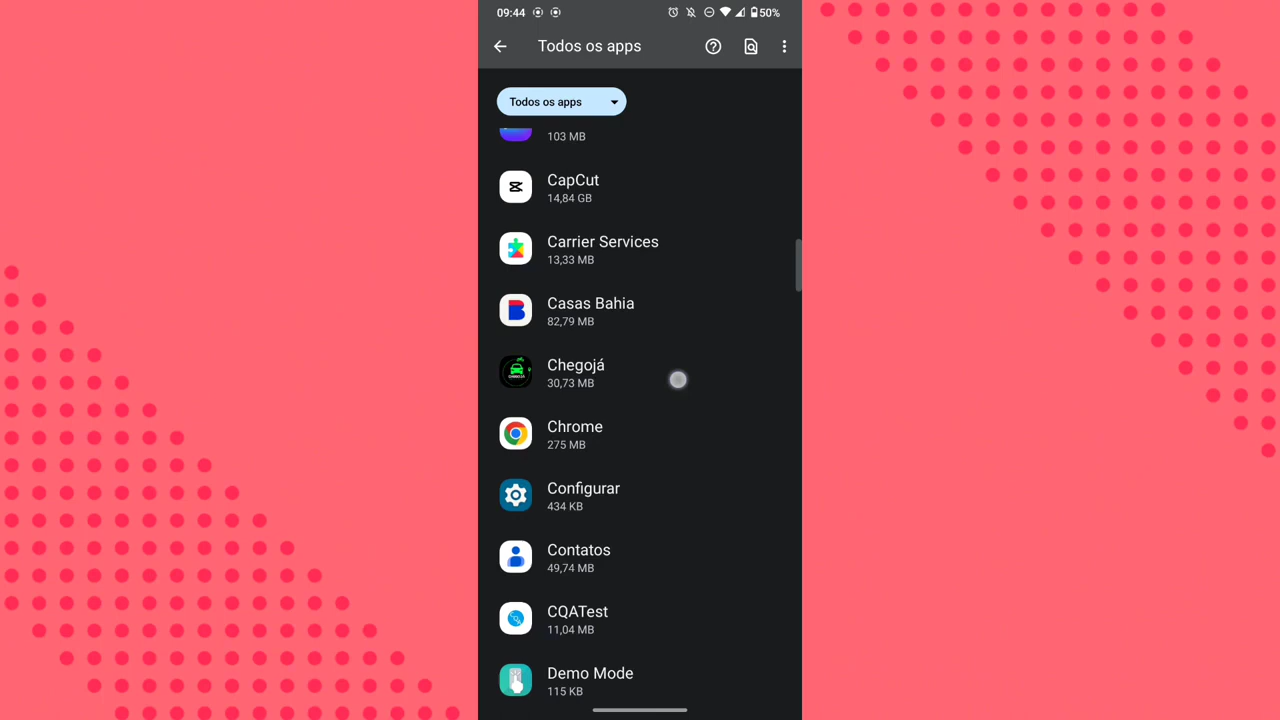 09:44
50%
Todos os apps
Todos os apps
103 MB
CapCut
14,84 GB
Carrier Services
13,33 MB
Casas Bahia
82,79 MB
Chegojá
30,73 MB
Chrome
275 MB
Configurar
434 KB
Contatos
49,74 MB
CQATest
11,04 MB
Demo Mode
115 KB